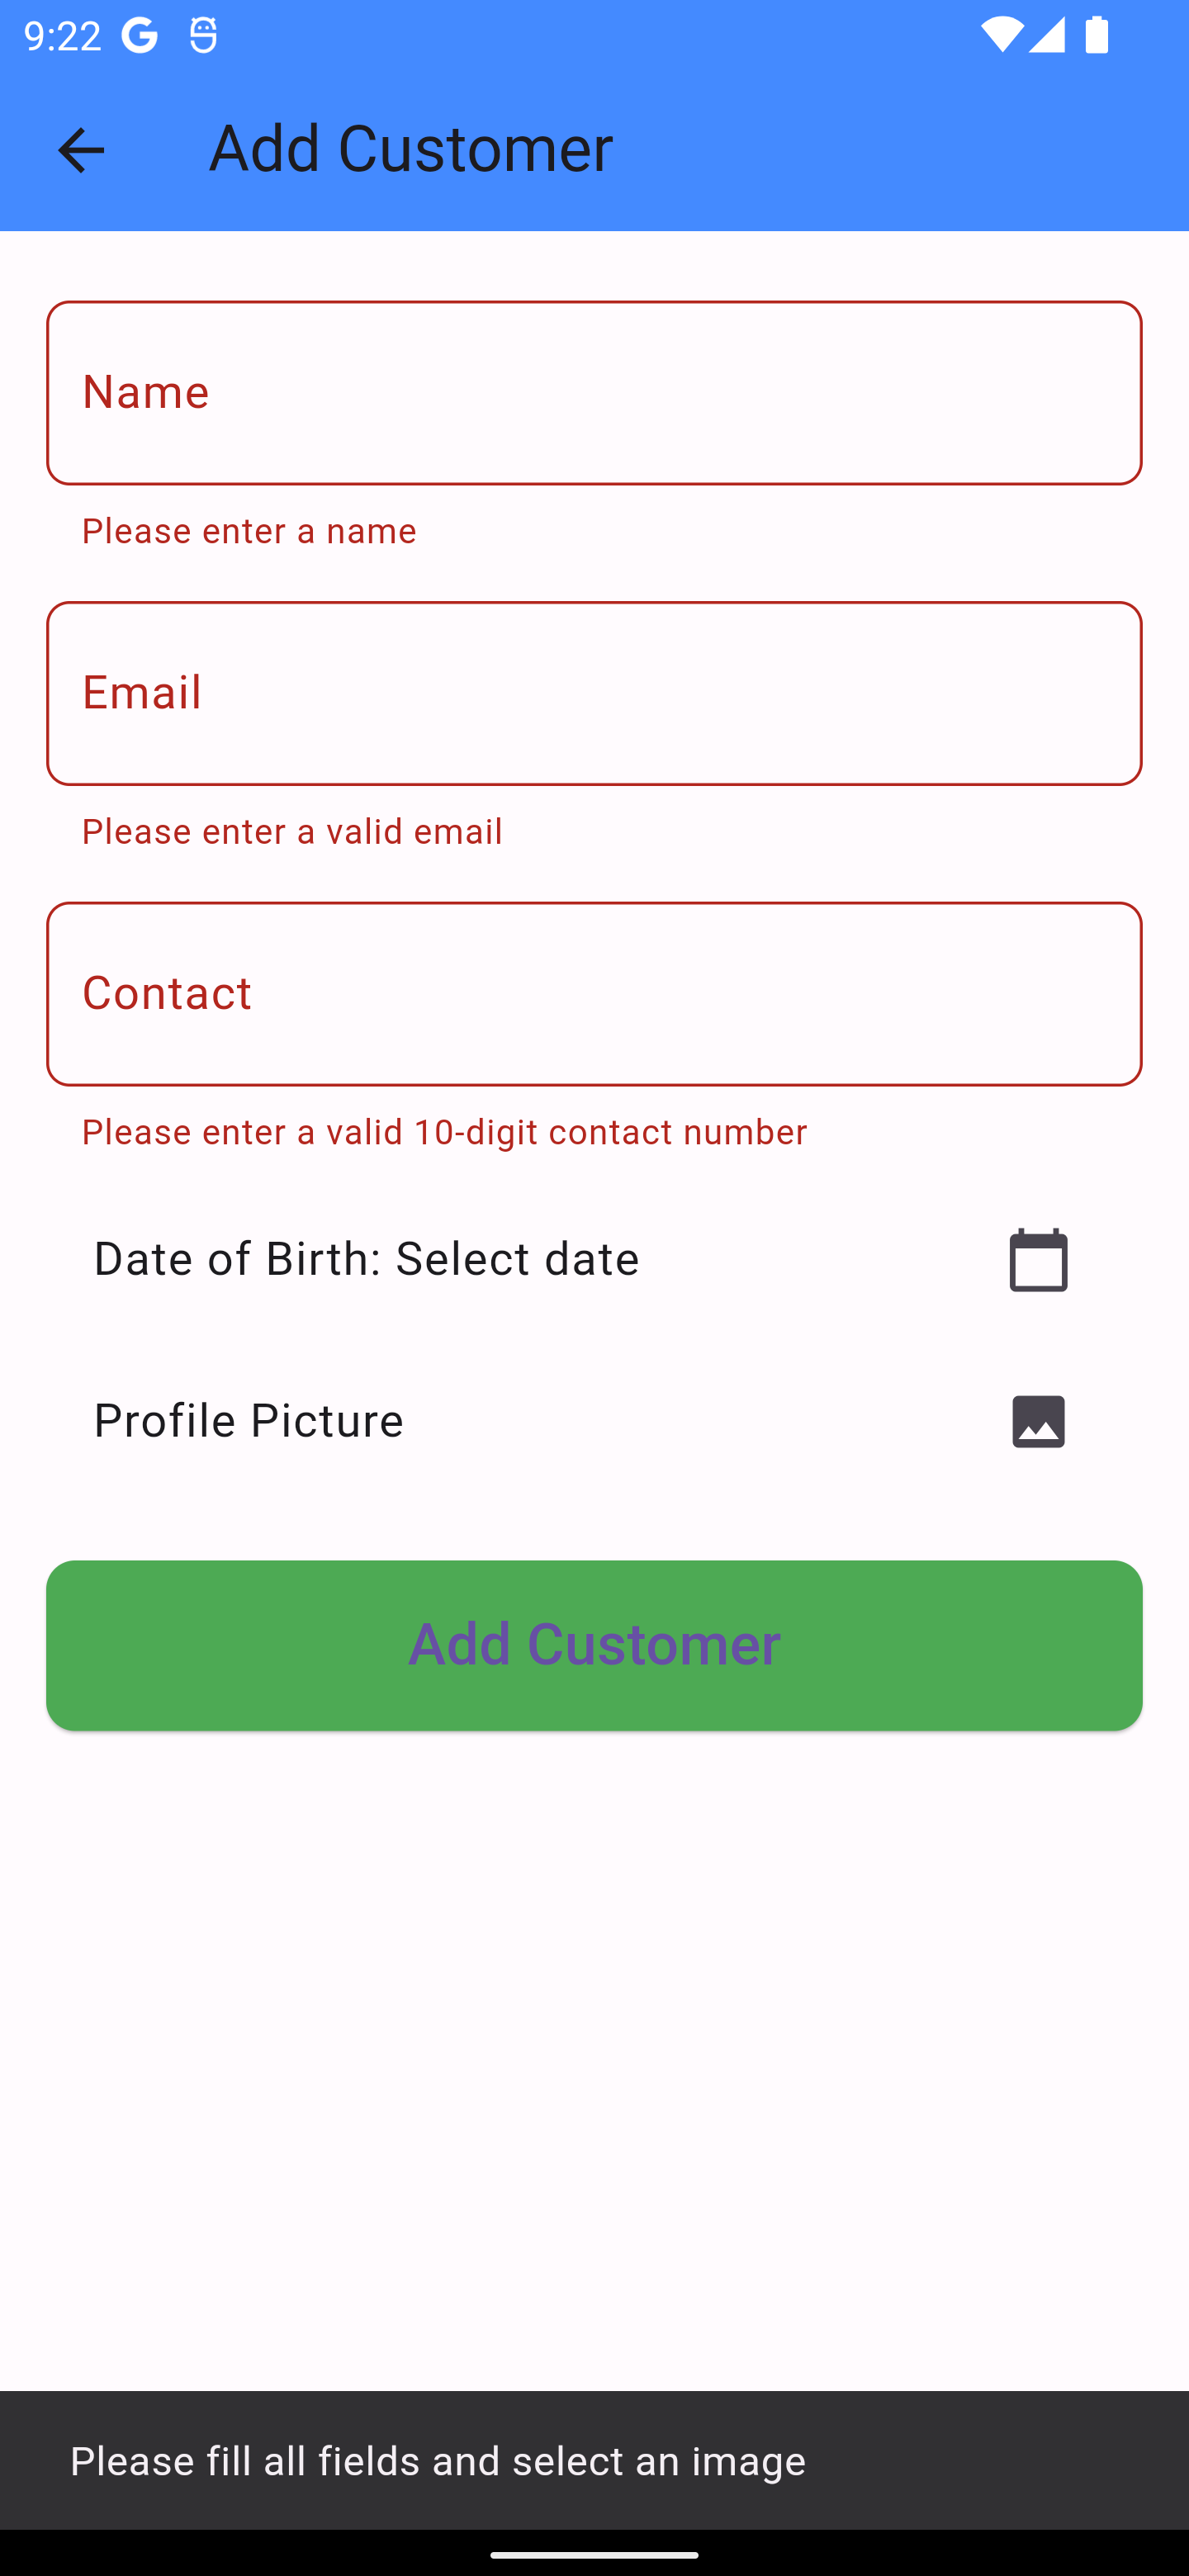 9:22
Add Customer
Name
Please enter a name
Email
Please enter a valid email
Contact
Please enter a valid 10-digit contact number
Date of Birth: Select date
Profile Picture
Add Customer
Please fill all fields and select an image